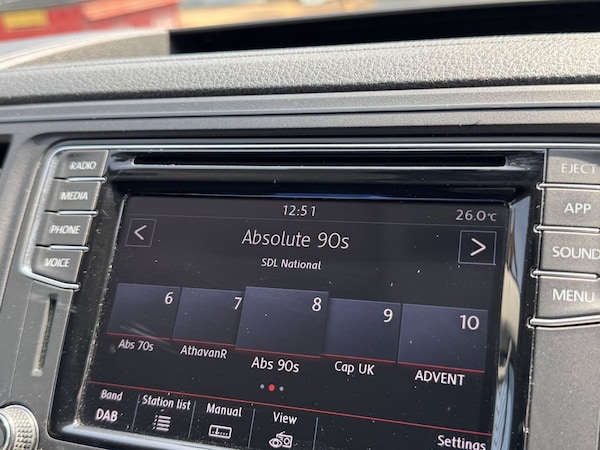 RADIO
MEDIA
PHONE
VOICE
EJECT
APP
SOUND
MENU
12:51 26.0°C
< Absolute 90s >
SDL National
6 7 8 9 10
Abs 70s AthavanR Abs 90s Cap UK ADVENT
Band Station list Manual View
DAB Settings